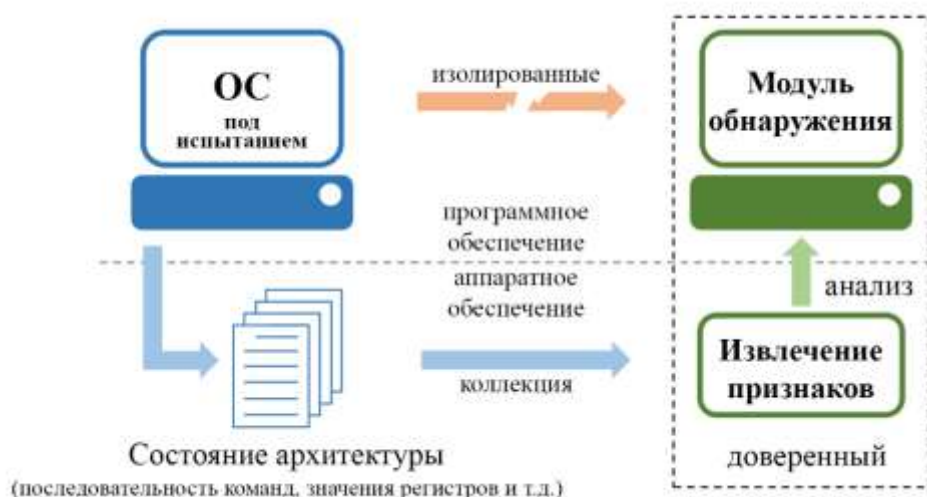 ОС
под
испытанием
изолированные
Модуль
обнаружения
программное
обеспечение
аппаратное
обеспечение
анализ
Извлечение
признаков
коллекция
Состояние архитектуры
доверенный
(последовательность команд, значения регистров и т.д.)